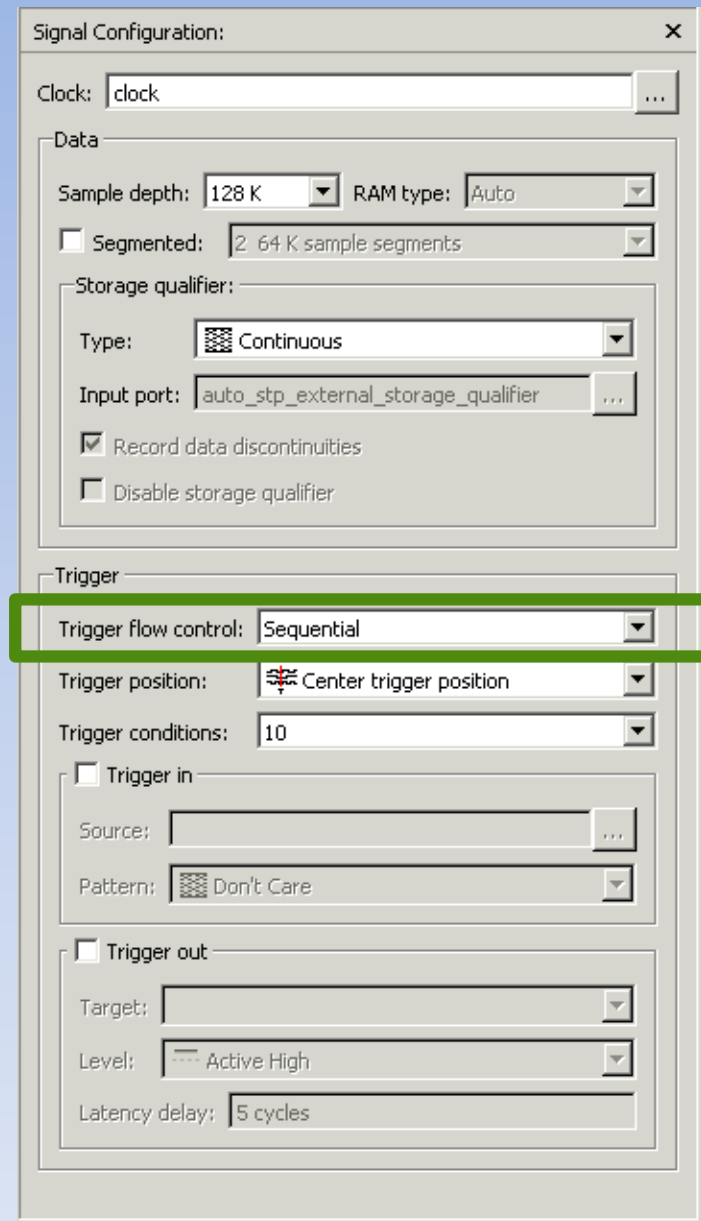 Signal Configuration: ×
Clock: clock ...
Data
Sample depth: 128 K RAM type: Auto
Segmented: 2 64 K sample segments
Storage qualifier:
Type: Continuous
Input port: auto_stp_external_storage_qualifier ...
Record data discontinuities
Disable storage qualifier
Trigger
Trigger flow control: Sequential
Trigger position: Center trigger position
Trigger conditions: 10
Trigger in
Source: ...
Pattern: Don't Care
Trigger out
Target:
Level: Active High
Latency delay: 5 cycles